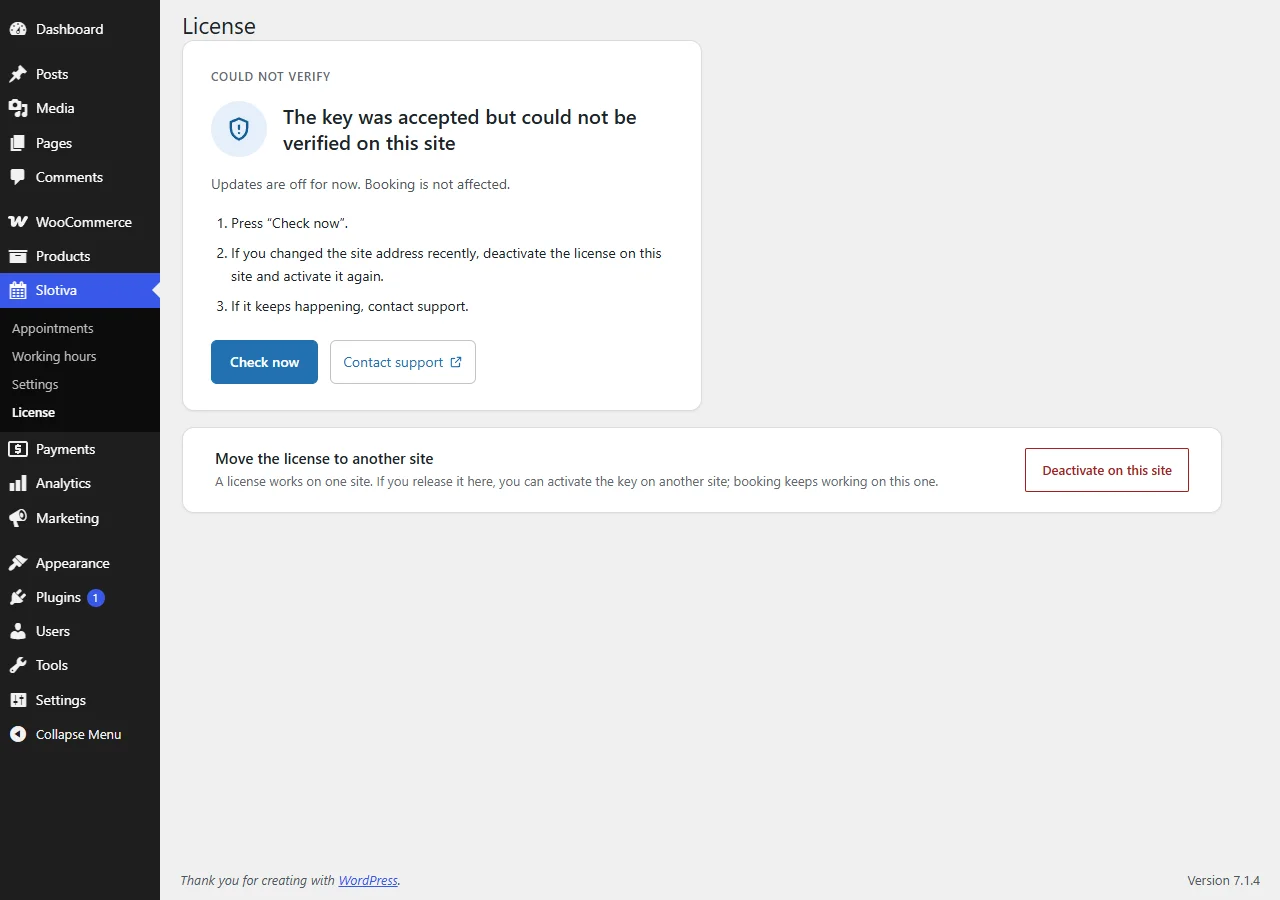 Dashboard
Posts
Media
Pages
Comments
WooCommerce
Products
Slotiva
Appointments
Working hours
Settings
License
Payments
Analytics
Marketing
Appearance
Plugins 1
Users
Tools
Settings
Collapse Menu
License
COULD NOT VERIFY
The key was accepted but could not be
verified on this site
Updates are off for now. Booking is not affected.
1. Press “Check now”.
2. If you changed the site address recently, deactivate the license on this
site and activate it again.
3. If it keeps happening, contact support.
Check now
Contact support
Move the license to another site
A license works on one site. If you release it here, you can activate the key on another site; booking keeps working on this one.
Deactivate on this site
Thank you for creating with WordPress.
Version 7.1.4